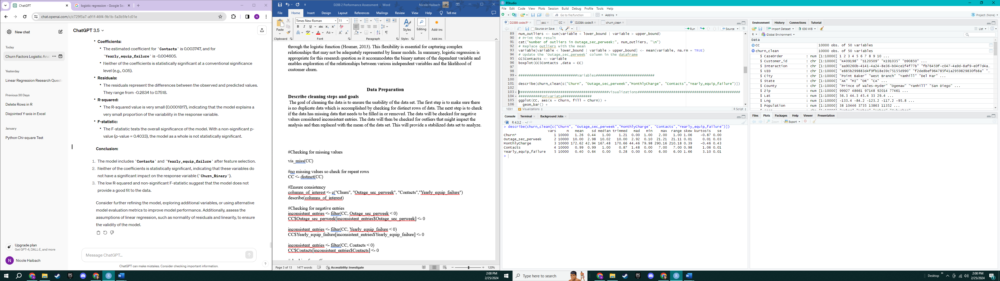 ChatGPT
logistic regression - Google Sea
chat.openai.com/c/c729f3a7-a91f-46f4-9b1b-5a3b5fe1c01e
New chat
Today
Churn Factors Logistic Ana
Yesterday
Linear Regression Research Questi
Previous 30 Days
Delete Rows in R
Disjointed Y-axis in Excel
January
Python Chi-square Test
Upgrade plan
Get GPT-4, DALL·E, and more
N
Nicole Haibach
ChatGPT 3.5
• Coefficients:
• The estimated coefficient for `Contacts` is 0.003747, and for
`Yearly_equip_failure` is -0.004605.
• Neither of the coefficients is statistically significant at a conventional significance
level (e.g., 0.05).
• Residuals:
• The residuals represent the differences between the observed and predicted values.
They range from -0.2834 to 0.7518.
• R-squared:
• The R-squared value is very small (0.0001817), indicating that the model explains a
very small proportion of the variability in the response variable.
• F-statistic:
• The F-statistic tests the overall significance of the model. With a non-significant p-
value (p-value = 0.4033), the model as a whole is not statistically significant.
Conclusion:
1. The model includes `Contacts` and `Yearly_equip_failure` after feature selection.
2. Neither of the coefficients is statistically significant, indicating that these variables do
not have a significant impact on the response variable (`Churn_Binary`).
3. The low R-squared and non-significant F-statistic suggest that the model does not
provide a good fit to the data.
Consider further refining the model, exploring additional variables, or using alternative
model evaluation metrics to improve model performance. Additionally, assess the
assumptions of linear regression, such as normality of residuals and linearity, to ensure
the validity of the model.
Message ChatGPT...
ChatGPT can make mistakes. Consider checking important information.
?
D208 2 Performance Assessment - Word
Nicole Haibach
File Home Insert Design Layout References Mailings Review View Help Tell me
Times New Roman 11
Paste
Styles
Editing
Add-ins
Clipboard Font Paragraph Styles Add-ins
through the logistic function (Hosmer, 2013). This flexibility is essential for capturing complex
relationships that may not be adequately represented by linear models. In summary, logistic regression is
appropriate for this research question as it accommodates the binary nature of the dependent variable and
enables exploration of the relationships between various independent variables and the likelihood of
customer churn.
Data Preparation
Describe cleaning steps and goals
The goal of cleaning the data is to ensure the usability of the data set. The first step is to make sure there
is no duplicate data which is accomplished by checking for distinct rows of data. The next step is to check
if the data has missing data that needs to be filled in or removed. The data will be checked for negative
values considered inconsistent entries. The data will then be checked for outliers that might impact the
analysis and then replaced with the mean of the data set. This will provide a stabilized data set to analyze.
#Checking for missing values
vis_miss(CC)
#no missing values so check for repeat rows
CC <- distinct(CC)
#Ensure consistency
columns_of_interest <- c("Churn", "Outage_sec_perweek", "Contacts","Yearly_equip_failure")
describe(columns_of_interest)
#Checking for negative entries
inconsistent_entries <- filter(CC, Outage_sec_perweek < 0)
CC$Outage_sec_perweek[inconsistent_entries$Outage_sec_perweek] <- 0
inconsistent_entries <- filter(CC, Yearly_equip_failure < 0)
CC$Yearly_equip_failure[inconsistent_entries$Yearly_equip_failure] <- 0
inconsistent_entries <- filter(CC, Contacts < 0)
CC$Contacts[inconsistent_entries$Contacts] <- 0
Page 3 of 13 1477 words Accessibility: Investigate 120%
2:00 PM
2/25/2024
RStudio
File Edit Code View Plots Session Build Debug Profile Tools Help
Go to file/function Addins
Project: (None)
D208B code.R* pcc CC D208A code.R churn_clean
Source on Save Run Source
89 num_outliers <- sum(variable < lower_bound | variable > upper_bound)
90 # Print the result
91 cat("Number of outliers in Outage_sec_perweek:", num_outliers, "\n")
92 # Replace outliers with the mean
93 variable[variable < lower_bound | variable > upper_bound] <- mean(variable, na.rm = TRUE)
94 # Update the 'Outage_sec_perweek' column in the dataframe
95 CC$Contacts <- variable
96 boxplot(CC$Contacts ,data = CC)
97
98
99 ############################Variables############################
100
101 describe(churn_clean[c("Churn", "Outage_sec_perweek","MonthlyCharge", "Contacts","Yearly_equip_failure")])
102
103 ###########################################Visualizations#################################################
104 ###########Univariate##############
105 ggplot(CC, aes(x = Churn, fill = Churn)) +
106 geom_bar() +
103:1 Visualizations R Script
Console Terminal Background Jobs
R 4.3.2 · ~/
> describe(churn_clean[c("Churn", "Outage_sec_perweek","MonthlyCharge", "Contacts","Yearly_equip_failure")])
vars n mean sd median trimmed mad min max range skew kurtosis se
Churn* 1 10000 1.26 0.44 1.00 1.21 0.00 1.00 2.00 1.00 1.06 -0.87 0.00
Outage_sec_perweek 2 10000 10.00 2.98 10.02 10.00 2.92 0.10 21.21 21.11 0.01 0.01 0.03
MonthlyCharge 3 10000 172.62 42.94 167.48 170.66 44.46 79.98 290.16 210.18 0.39 -0.46 0.43
Contacts 4 10000 0.99 0.99 1.00 0.87 1.48 0.00 7.00 7.00 0.98 1.06 0.01
Yearly_equip_failure 5 10000 0.40 0.64 0.00 0.28 0.00 0.00 6.00 6.00 1.66 3.10 0.01
>
Environment History Connections Tutorial
Import Dataset 636 MiB List
R Global Environment
Data
CC 10000 obs. of 50 variables
churn_clean 10000 obs. of 50 variables
$ CaseOrder : num [1:10000] 1 2 3 4 5 6 7 8 9 10 ...
$ Customer_id : chr [1:10000] "K409198" "S120509" "K191035" "D90850" ...
$ Interaction : chr [1:10000] "aa90260b-4141-4a24-8e36-b04ce1f4f77b" "fb76459f-c047-4a9d-8af9-e0f7d4a...
$ UID : chr [1:10000] "e885b299883d4f9fb18e39c75155d990" "f2de8bef964785f41a2959829830fb8a" "...
$ City : chr [1:10000] "Point Baker" "West Branch" "Yamhill" "Del Mar" ...
$ State : chr [1:10000] "AK" "MI" "OR" "CA" ...
$ County : chr [1:10000] "Prince of Wales-Hyder" "Ogemaw" "Yamhill" "San Diego" ...
$ Zip : num [1:10000] 99927 48661 97148 92014 77461 ...
$ Lat : num [1:10000] 56.3 44.3 45.4 33 29.4 ...
$ Lng : num [1:10000] -133.4 -84.2 -123.2 -117.2 -95.8 ...
$ Population : num [1:10000] 38 10446 3735 13863 11352 ...
Files Plots Packages Help Viewer Presentation
Zoom Export
Type here to search
Desktop
2:00 PM
2/25/2024